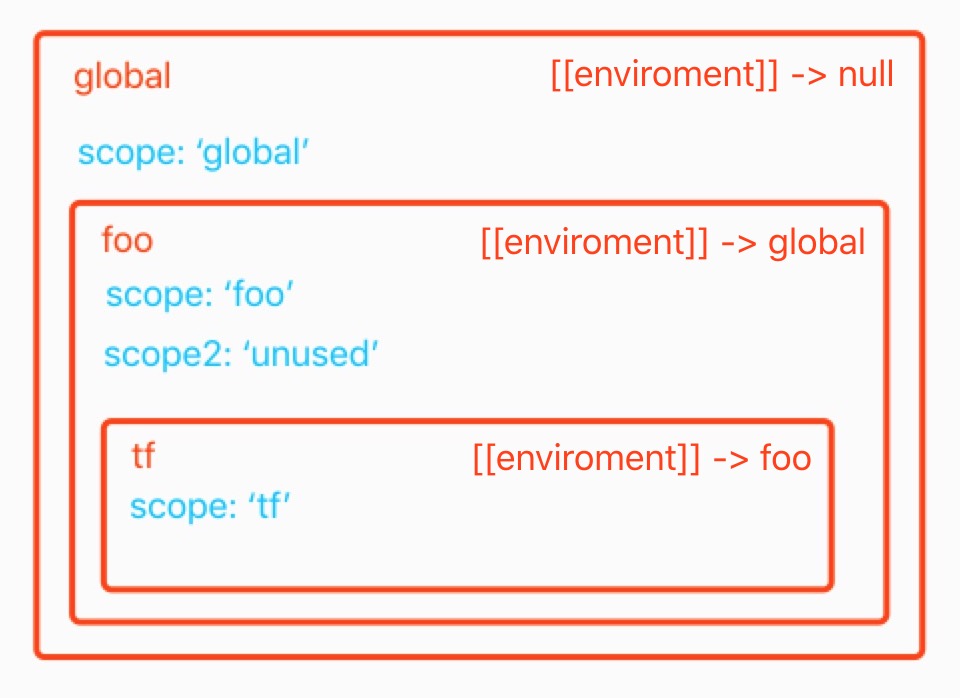 global [[enviroment]] -> null
scope: ‘global’
foo [[enviroment]] -> global
scope: ‘foo’
scope2: ‘unused’
tf [[enviroment]] -> foo
scope: ‘tf’